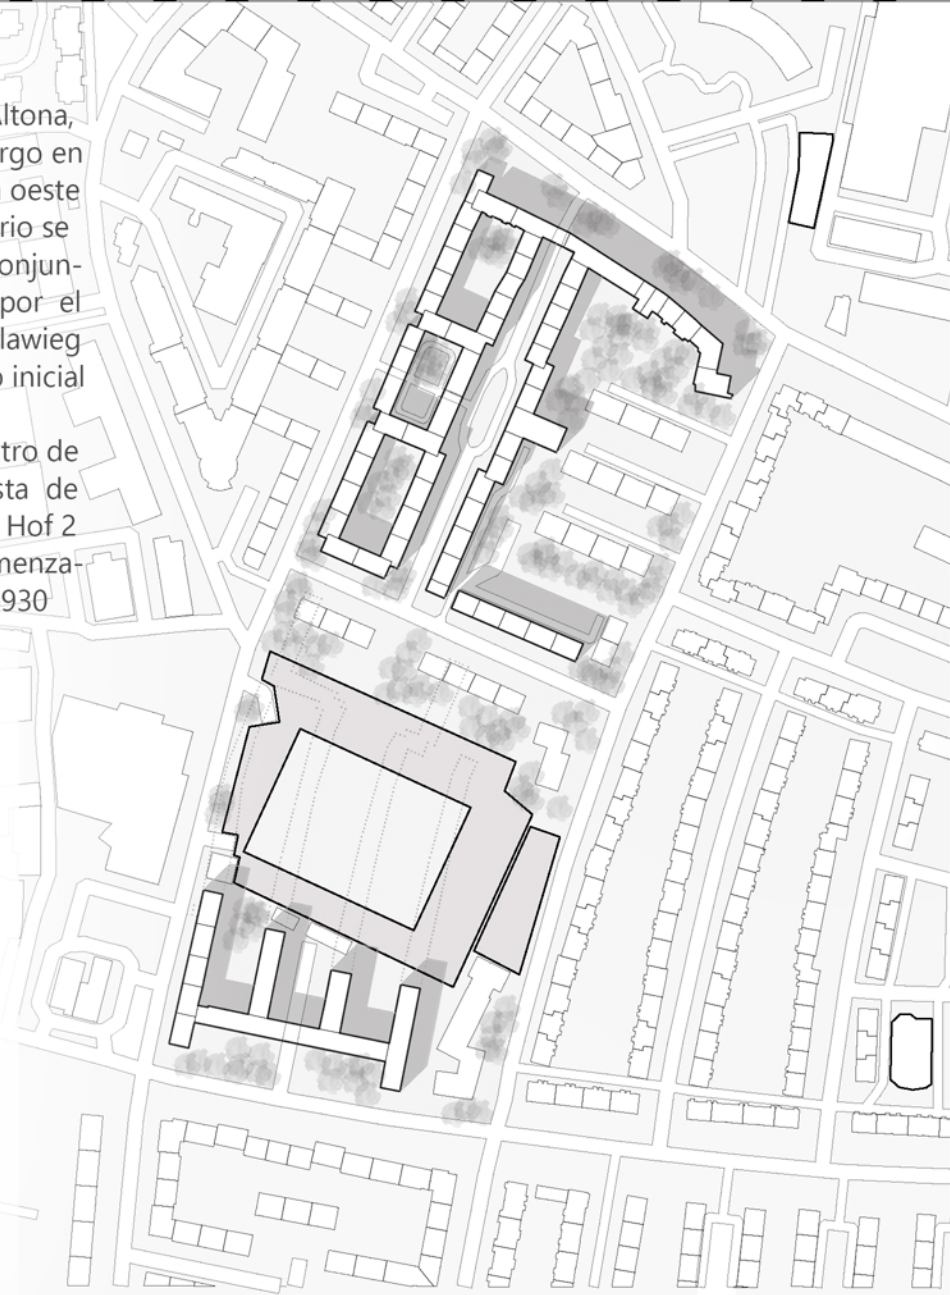 Altona,
rgo en
oeste
rio se
onjun-
por el
lawieg
inicial
tro de
sta de
Hof 2
menza-
930